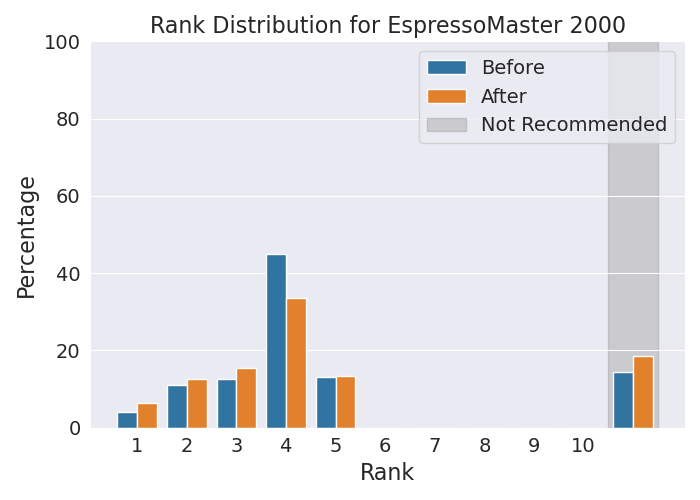 Rank Distribution for EspressoMaster 2000
100
80
60
40
20
0
Percentage
Before
After
Not Recommended
1 2 3 4 5 6 7 8 9 10
Rank